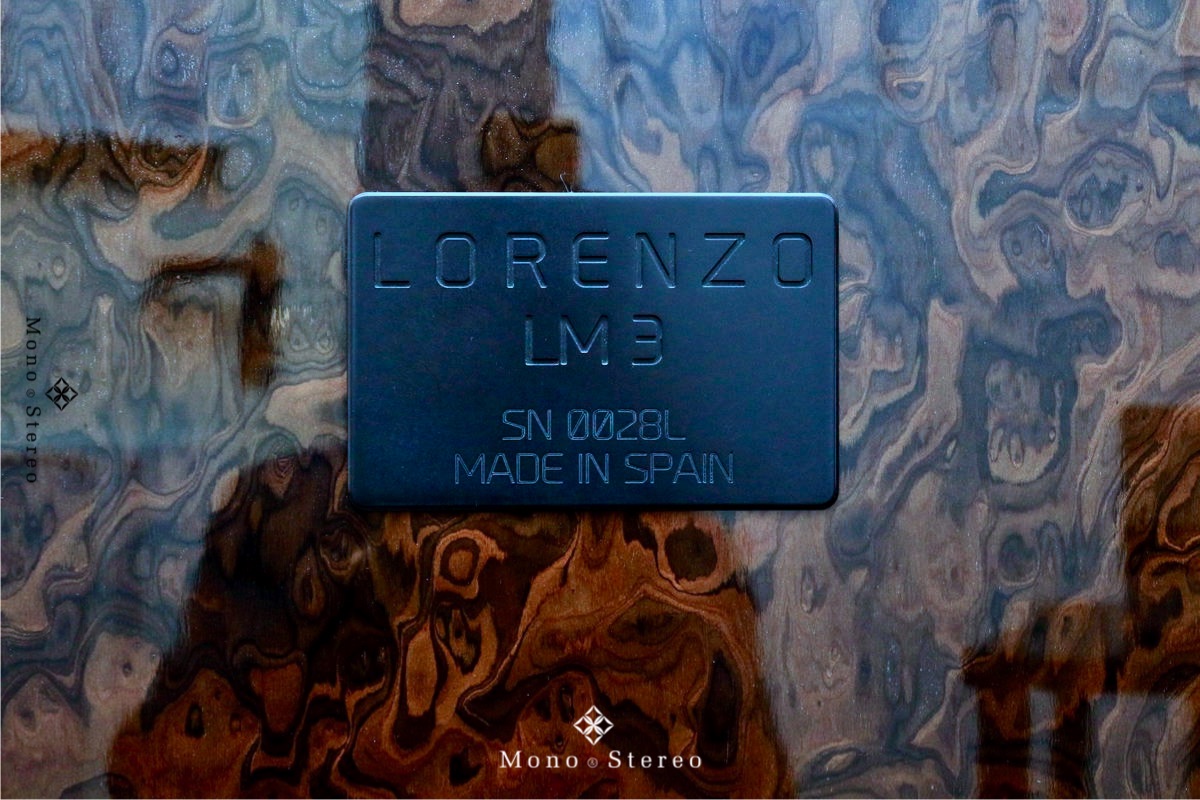 LORENZO
LM 3
SN 0028L
MADE IN SPAIN
Mono & Stereo
Mono & Stereo